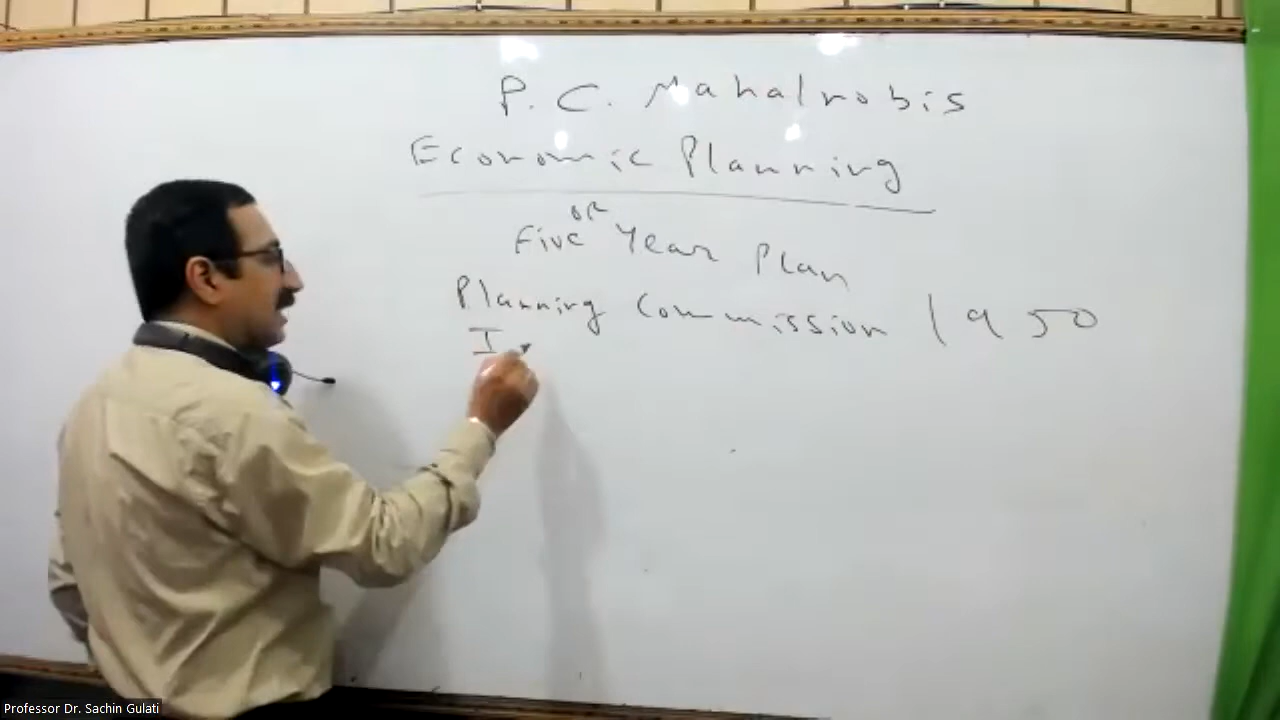 P. C. Mahalnobis
Economic Planning
OR
Five Year Plan
Planning Commission 1950
I
Professor Dr. Sachin Gulati